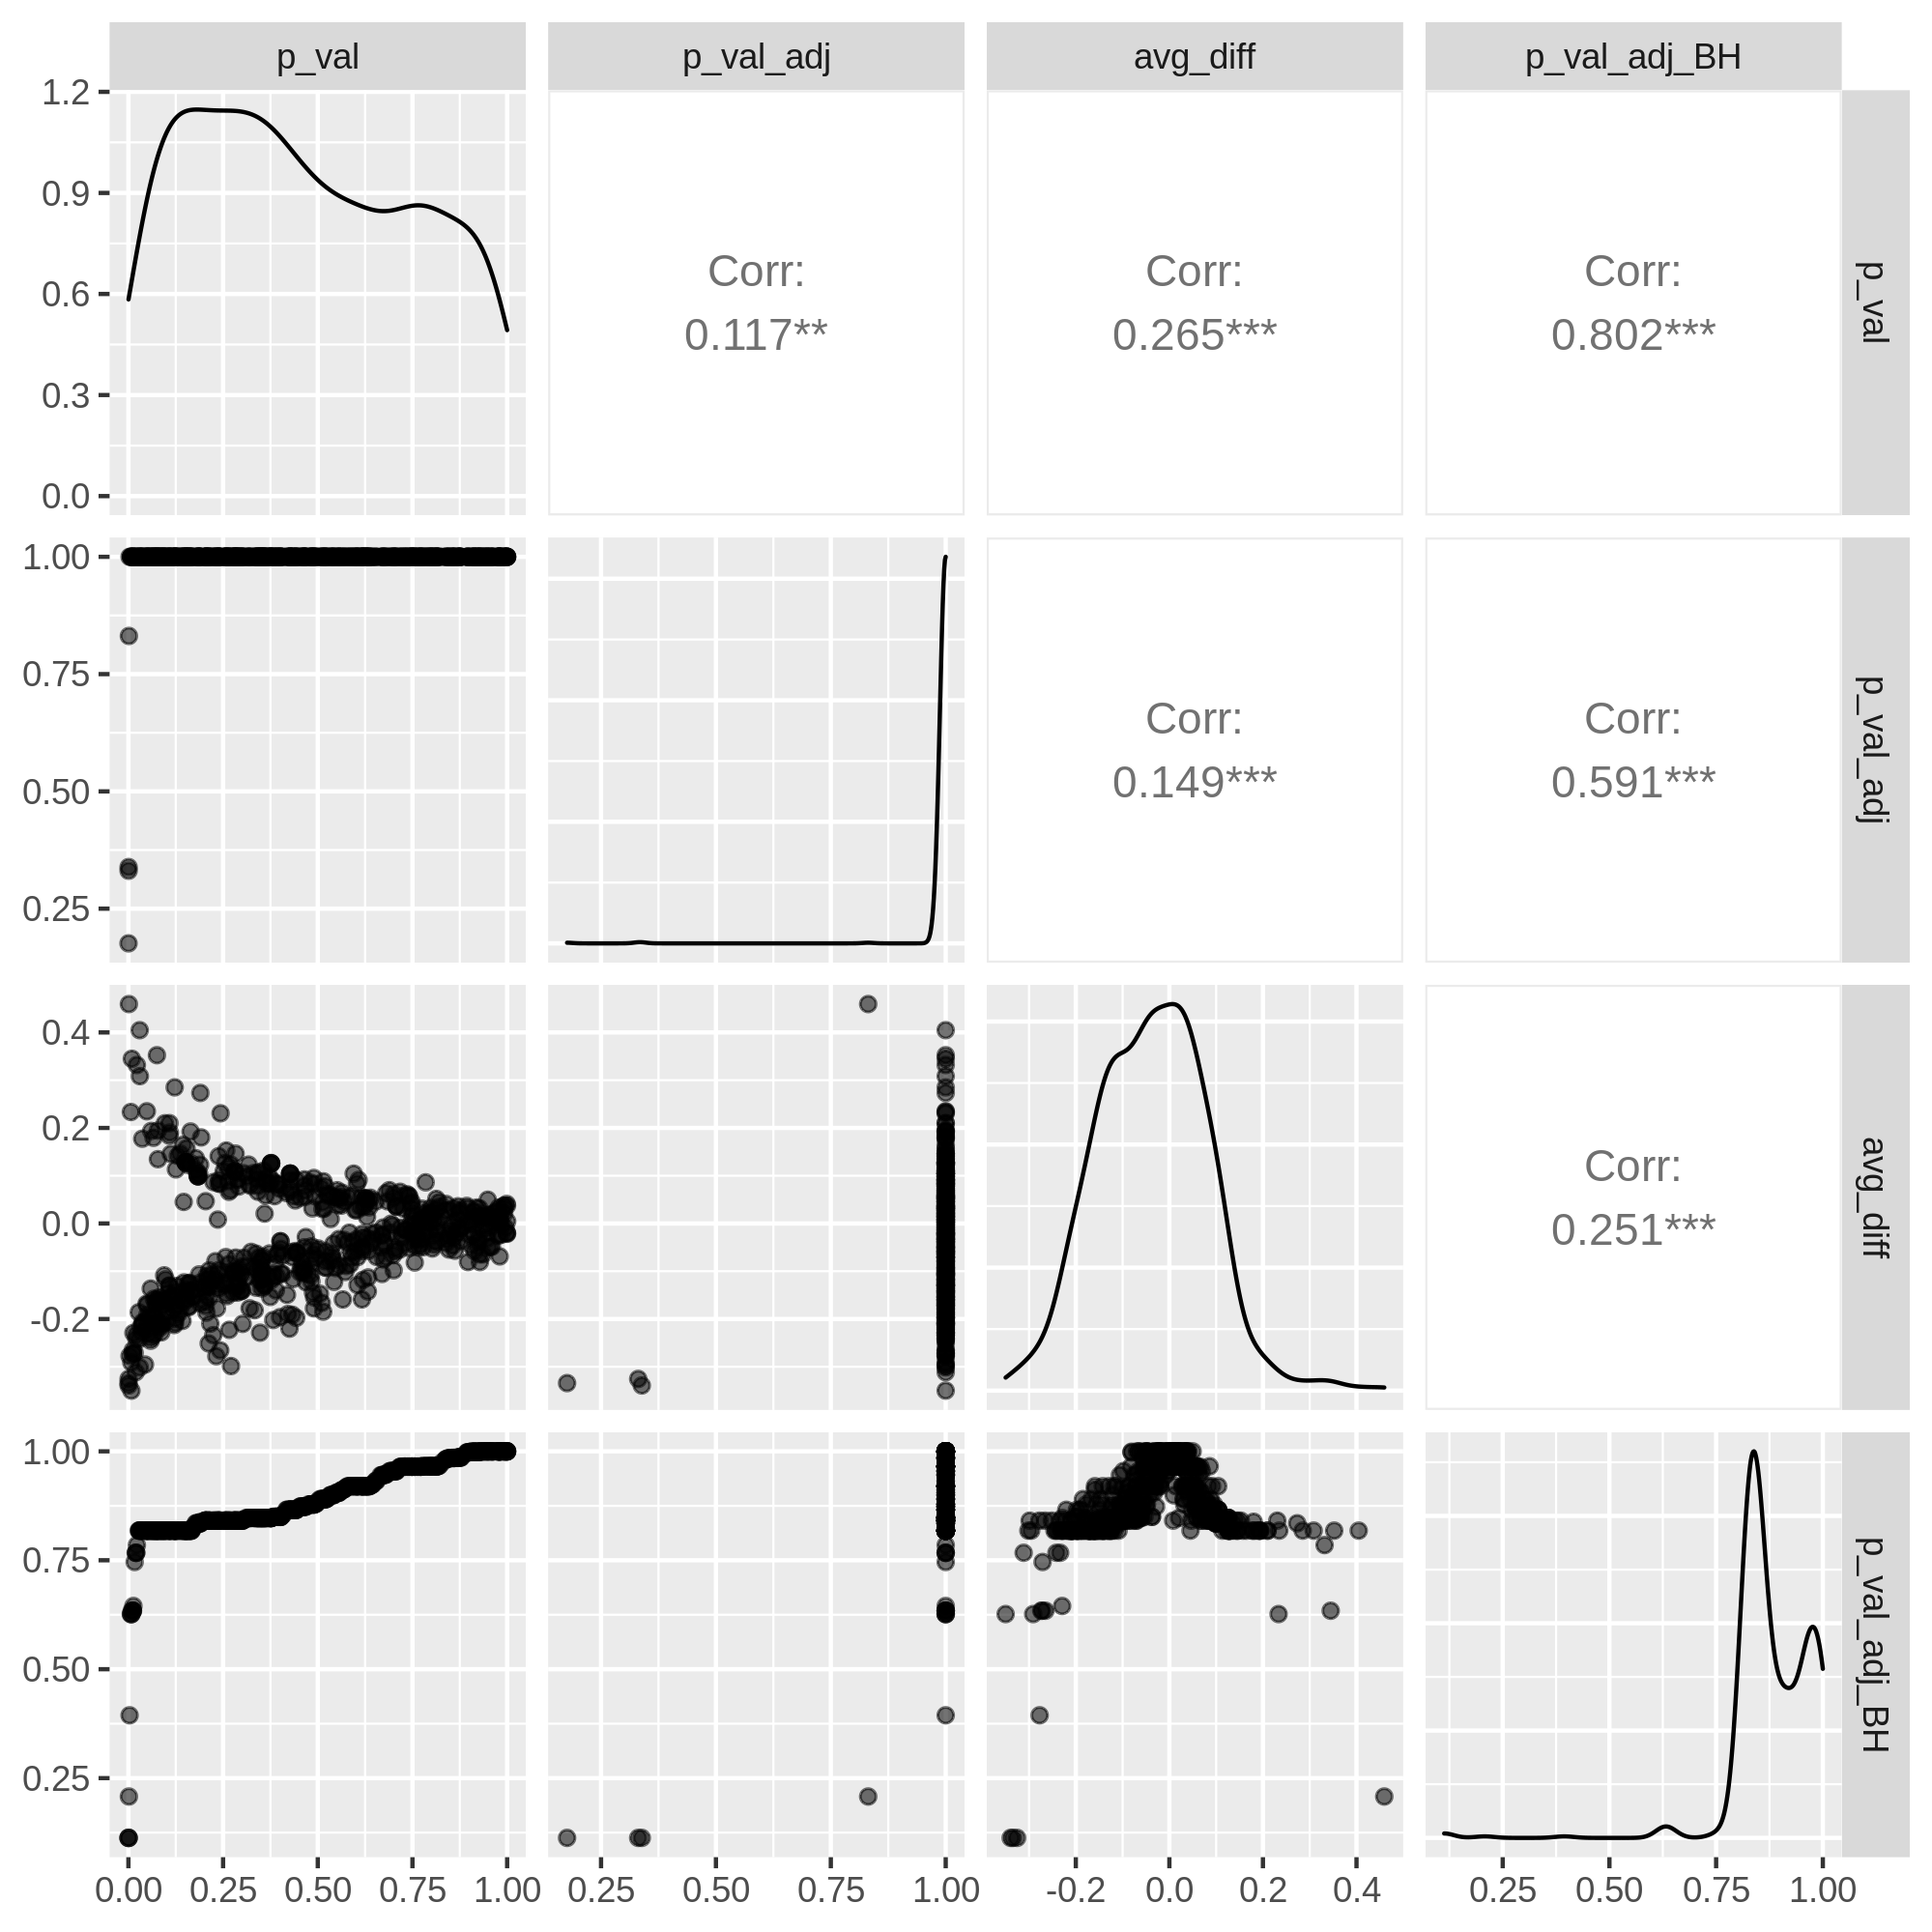 p_val
p_val_adj
avg_diff
p_val_adj_BH
1.2
0.9
0.6
0.3
0.0
Corr:
0.117**
Corr:
0.265***
Corr:
0.802***
p_val
1.00
0.75
0.50
0.25
Corr:
0.149***
Corr:
0.591***
p_val_adj
0.4
0.2
0.0
-0.2
Corr:
0.251***
avg_diff
1.00
0.75
0.50
0.25
p_val_adj_BH
0.00 0.25 0.50 0.75 1.00
0.25 0.50 0.75 1.00
-0.2 0.0 0.2 0.4
0.25 0.50 0.75 1.00